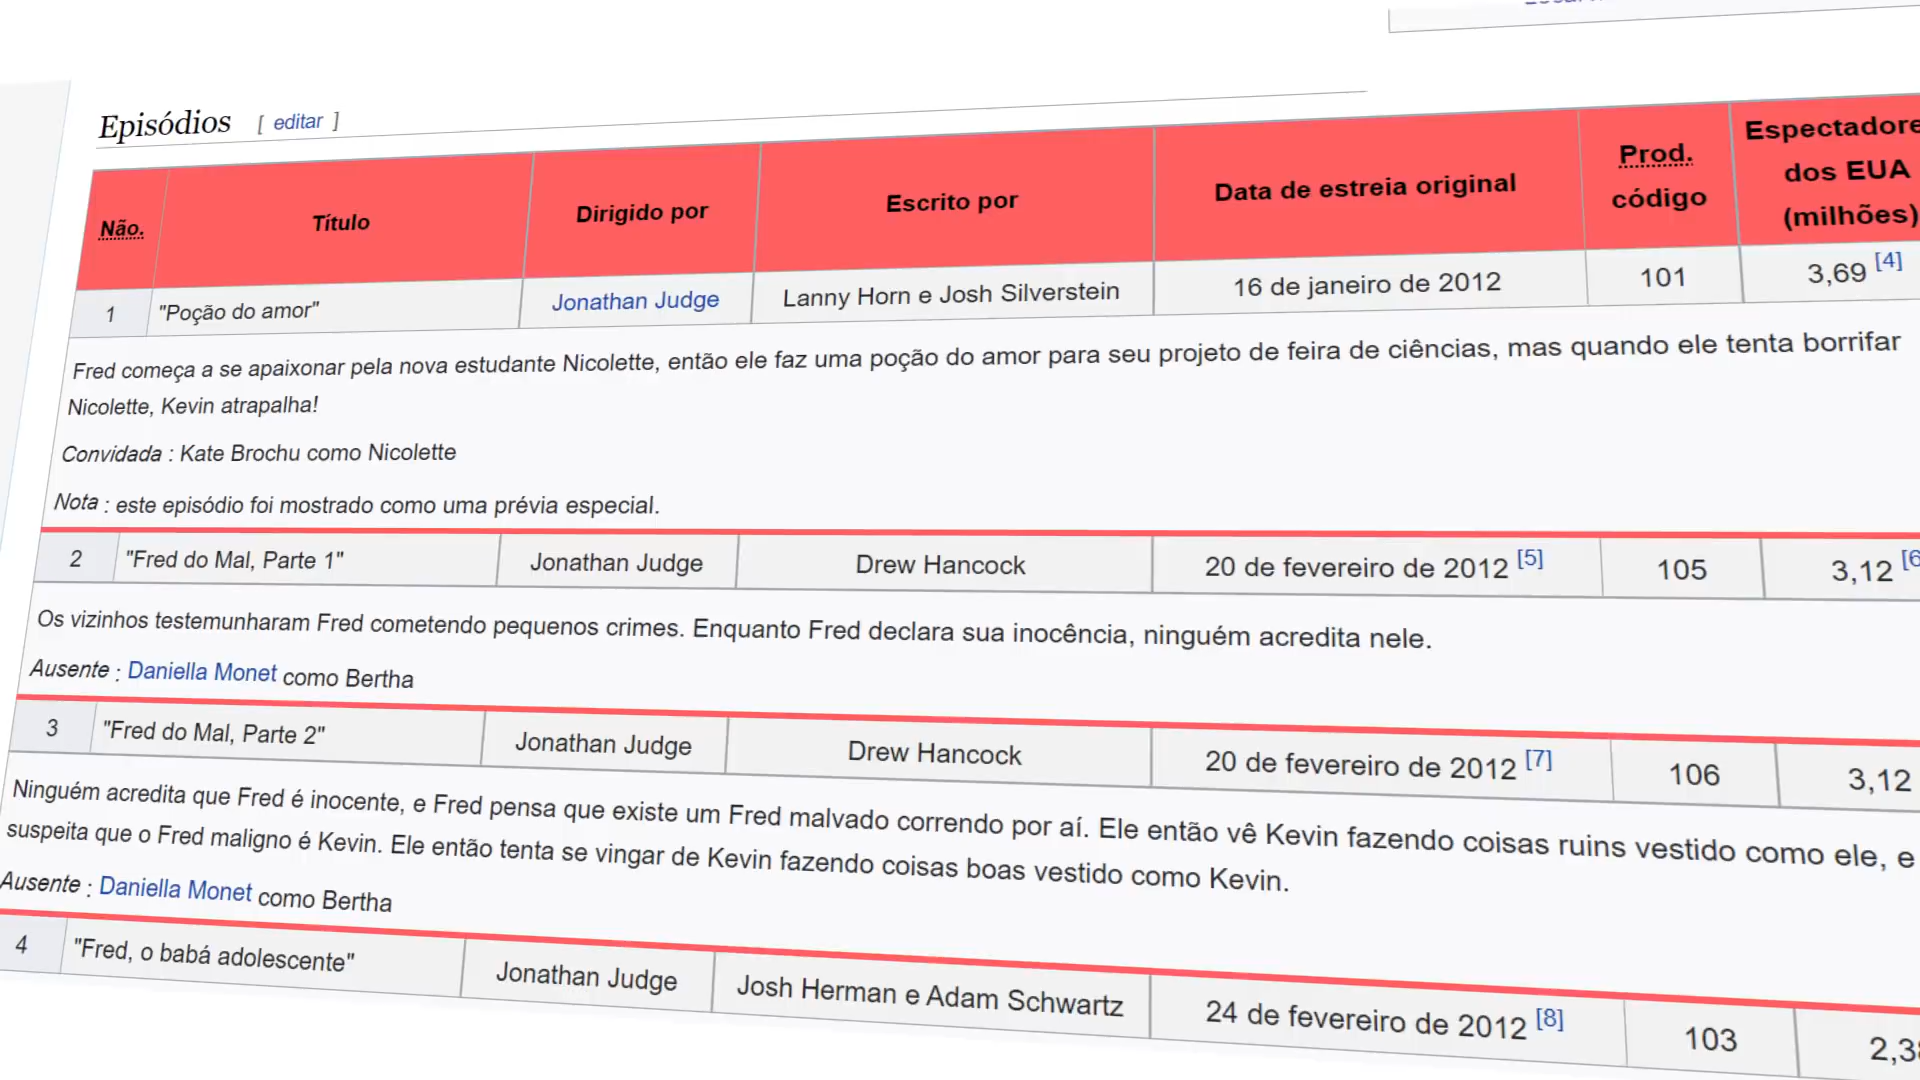 Episódios [ editar ]
Não. Título Dirigido por Escrito por Data de estreia original Prod. código Espectadore dos EUA (milhões)
1 "Poção do amor" Jonathan Judge Lanny Horn e Josh Silverstein 16 de janeiro de 2012 101 3,69 [4]
Fred começa a se apaixonar pela nova estudante Nicolette, então ele faz uma poção do amor para seu projeto de feira de ciências, mas quando ele tenta borrifar
Nicolette, Kevin atrapalha!
Convidada : Kate Brochu como Nicolette
Nota : este episódio foi mostrado como uma prévia especial.
2 "Fred do Mal, Parte 1" Jonathan Judge Drew Hancock 20 de fevereiro de 2012 [5] 105 3,12 [6
Os vizinhos testemunharam Fred cometendo pequenos crimes. Enquanto Fred declara sua inocência, ninguém acredita nele.
Ausente : Daniella Monet como Bertha
3 "Fred do Mal, Parte 2" Jonathan Judge Drew Hancock 20 de fevereiro de 2012 [7] 106 3,12
Ninguém acredita que Fred é inocente, e Fred pensa que existe um Fred malvado correndo por aí. Ele então vê Kevin fazendo coisas ruins vestido como ele, e
suspeita que o Fred maligno é Kevin. Ele então tenta se vingar de Kevin fazendo coisas boas vestido como Kevin.
Ausente : Daniella Monet como Bertha
4 "Fred, o babá adolescente" Jonathan Judge Josh Herman e Adam Schwartz 24 de fevereiro de 2012 [8] 103 2,38